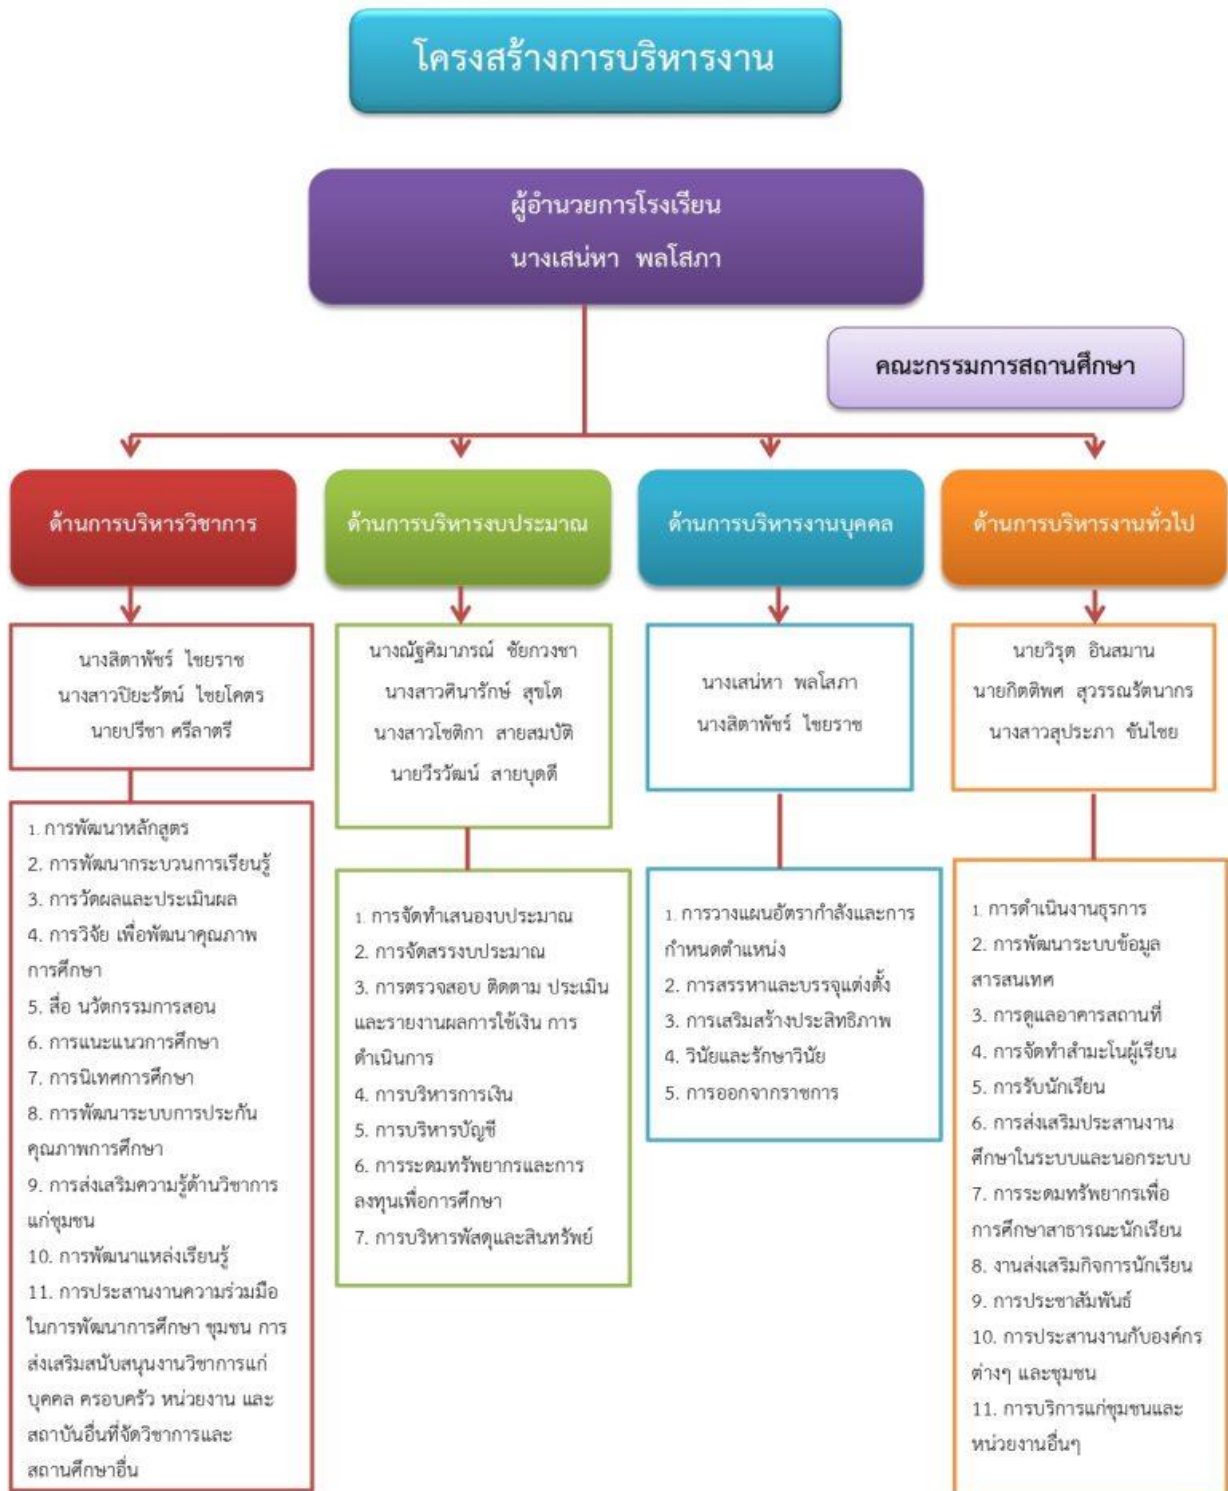 โครงสร้างการบริหารงาน
ผู้อำนวยการโรงเรียน
นางเสน่หา พลโสภา
คณะกรรมการสถานศึกษา
ด้านการบริหารวิชาการ
นางสิตาพัชร์ ไชยราช
นางสาวปิยะรัตน์ ไชยโคตร
นายปรีชา ศรีลาตรี
1. การพัฒนาหลักสูตร
2. การพัฒนากระบวนการเรียนรู้
3. การวัดผลและประเมินผล
4. การวิจัย เพื่อพัฒนาคุณภาพ
การศึกษา
5. สื่อ นวัตกรรมการสอน
6. การแนะแนวการศึกษา
7. การนิเทศการศึกษา
8. การพัฒนาระบบการประกัน
คุณภาพการศึกษา
9. การส่งเสริมความรู้ด้านวิชาการ
แก่ชุมชน
10. การพัฒนาแหล่งเรียนรู้
11. การประสานงานความร่วมมือ
ในการพัฒนาการศึกษา ชุมชน การ
ส่งเสริมสนับสนุนงานวิชาการแก่
บุคคล ครอบครัว หน่วยงาน และ
สถาบันอื่นที่จัดวิชาการและ
สถานศึกษาอื่น
ด้านการบริหารงบประมาณ
นางณัฐศิมาภรณ์ ชัยกวงชา
นางสาวศินารักษ์ สุขโต
นางสาวโชติกา สายสมบัติ
นายวีรวัฒน์ สายบุดดี
1. การจัดทำเสนองบประมาณ
2. การจัดสรรงบประมาณ
3. การตรวจสอบ ติดตาม ประเมิน
และรายงานผลการใช้เงิน การ
ดำเนินการ
4. การบริหารการเงิน
5. การบริหารบัญชี
6. การระดมทรัพยากรและการ
ลงทุนเพื่อการศึกษา
7. การบริหารพัสดุและสินทรัพย์
ด้านการบริหารงานบุคคล
นางเสน่หา พลโสภา
นางสิตาพัชร์ ไชยราช
1. การวางแผนอัตรากำลังและการ
กำหนดตำแหน่ง
2. การสรรหาและบรรจุแต่งตั้ง
3. การเสริมสร้างประสิทธิภาพ
4. วินัยและรักษาวินัย
5. การออกจากราชการ
ด้านการบริหารงานทั่วไป
นายวิรุต อินสมาน
นายกิตติพศ สุวรรณรัตนากร
นางสาวสุประภา ขันไชย
1. การดำเนินงานธุรการ
2. การพัฒนาระบบข้อมูล
สารสนเทศ
3. การดูแลอาคารสถานที่
4. การจัดทำสำมะโนผู้เรียน
5. การรับนักเรียน
6. การส่งเสริมประสานงาน
ศึกษาในระบบและนอกระบบ
7. การระดมทรัพยากรเพื่อ
การศึกษาสาธารณะนักเรียน
8. งานส่งเสริมกิจการนักเรียน
9. การประชาสัมพันธ์
10. การประสานงานกับองค์กร
ต่างๆ และชุมชน
11. การบริการแก่ชุมชนและ
หน่วยงานอื่นๆ